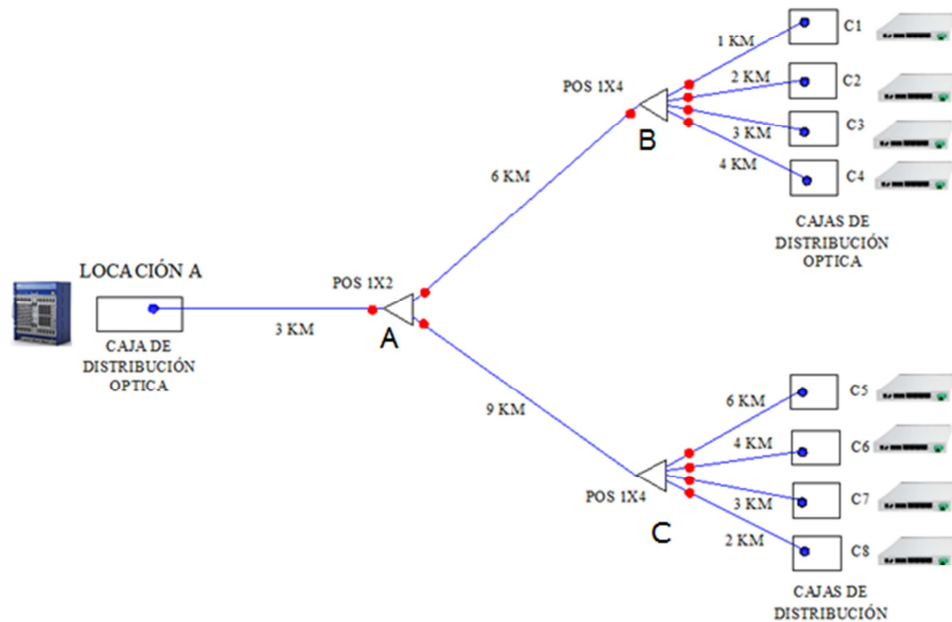 C1
1 KM
2 KM
C2
POS 1X4
B
3 KM
C3
4 KM
C4
6 KM
CAJAS DE
DISTRIBUCIÓN
OPTICA
LOCACIÓN A
POS 1X2
3 KM
A
CAJA DE
DISTRIBUCIÓN
OPTICA
9 KM
6 KM
C5
4 KM
C6
POS 1X4
3 KM
C7
C
2 KM
C8
CAJAS DE
DISTRIBUCIÓN